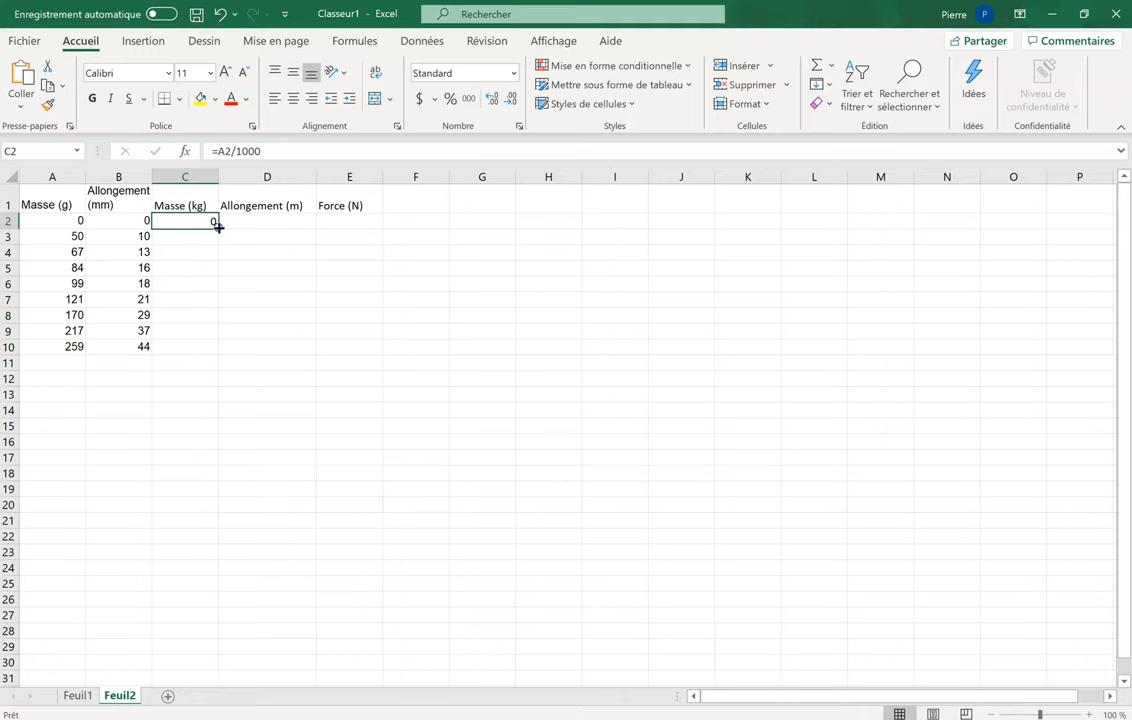 Enregistrement automatique Classeur1 - Excel Rechercher Pierre P
Fichier Accueil Insertion Dessin Mise en page Formules Données Révision Affichage Aide Partager Commentaires
Coller Calibri 11 A A ab Standard Mise en forme conditionnelle Insérer Σ
G I S A $ % 000 Mettre sous forme de tableau Supprimer Trier et filtrer Rechercher et sélectionner Idées Niveau de confidentialité
Styles de cellules Format
Presse-papiers Police Alignement Nombre Styles Cellules Édition Idées Confidentialité
C2 fx =A2/1000
A B C D E F G H I J K L M N O P
1 Masse (g) Allongement (mm) Masse (kg) Allongement (m) Force (N)
2 0 0 0
3 50 10
4 67 13
5 84 16
6 99 18
7 121 21
8 170 29
9 217 37
10 259 44
11
12
13
14
15
16
17
18
19
20
21
22
23
24
25
26
27
28
29
30
31
Feuil1 Feuil2
Prêt 100 %